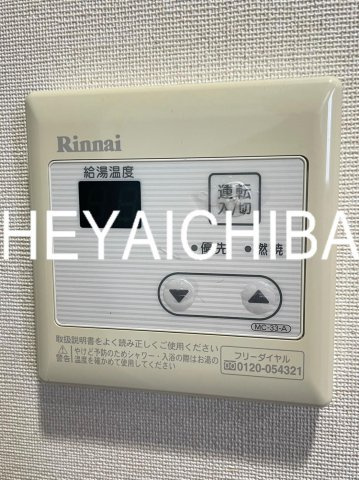 Rinnai
給湯温度
運転
入/切
HEYAICHIBA
優先 燃焼
MC-33-A
取扱説明書をよく読み正しくご使用ください
警告 やけど予防のためシャワー・入浴の際はお湯の
温度を確かめて使用してください
フリーダイヤル
0120-054321